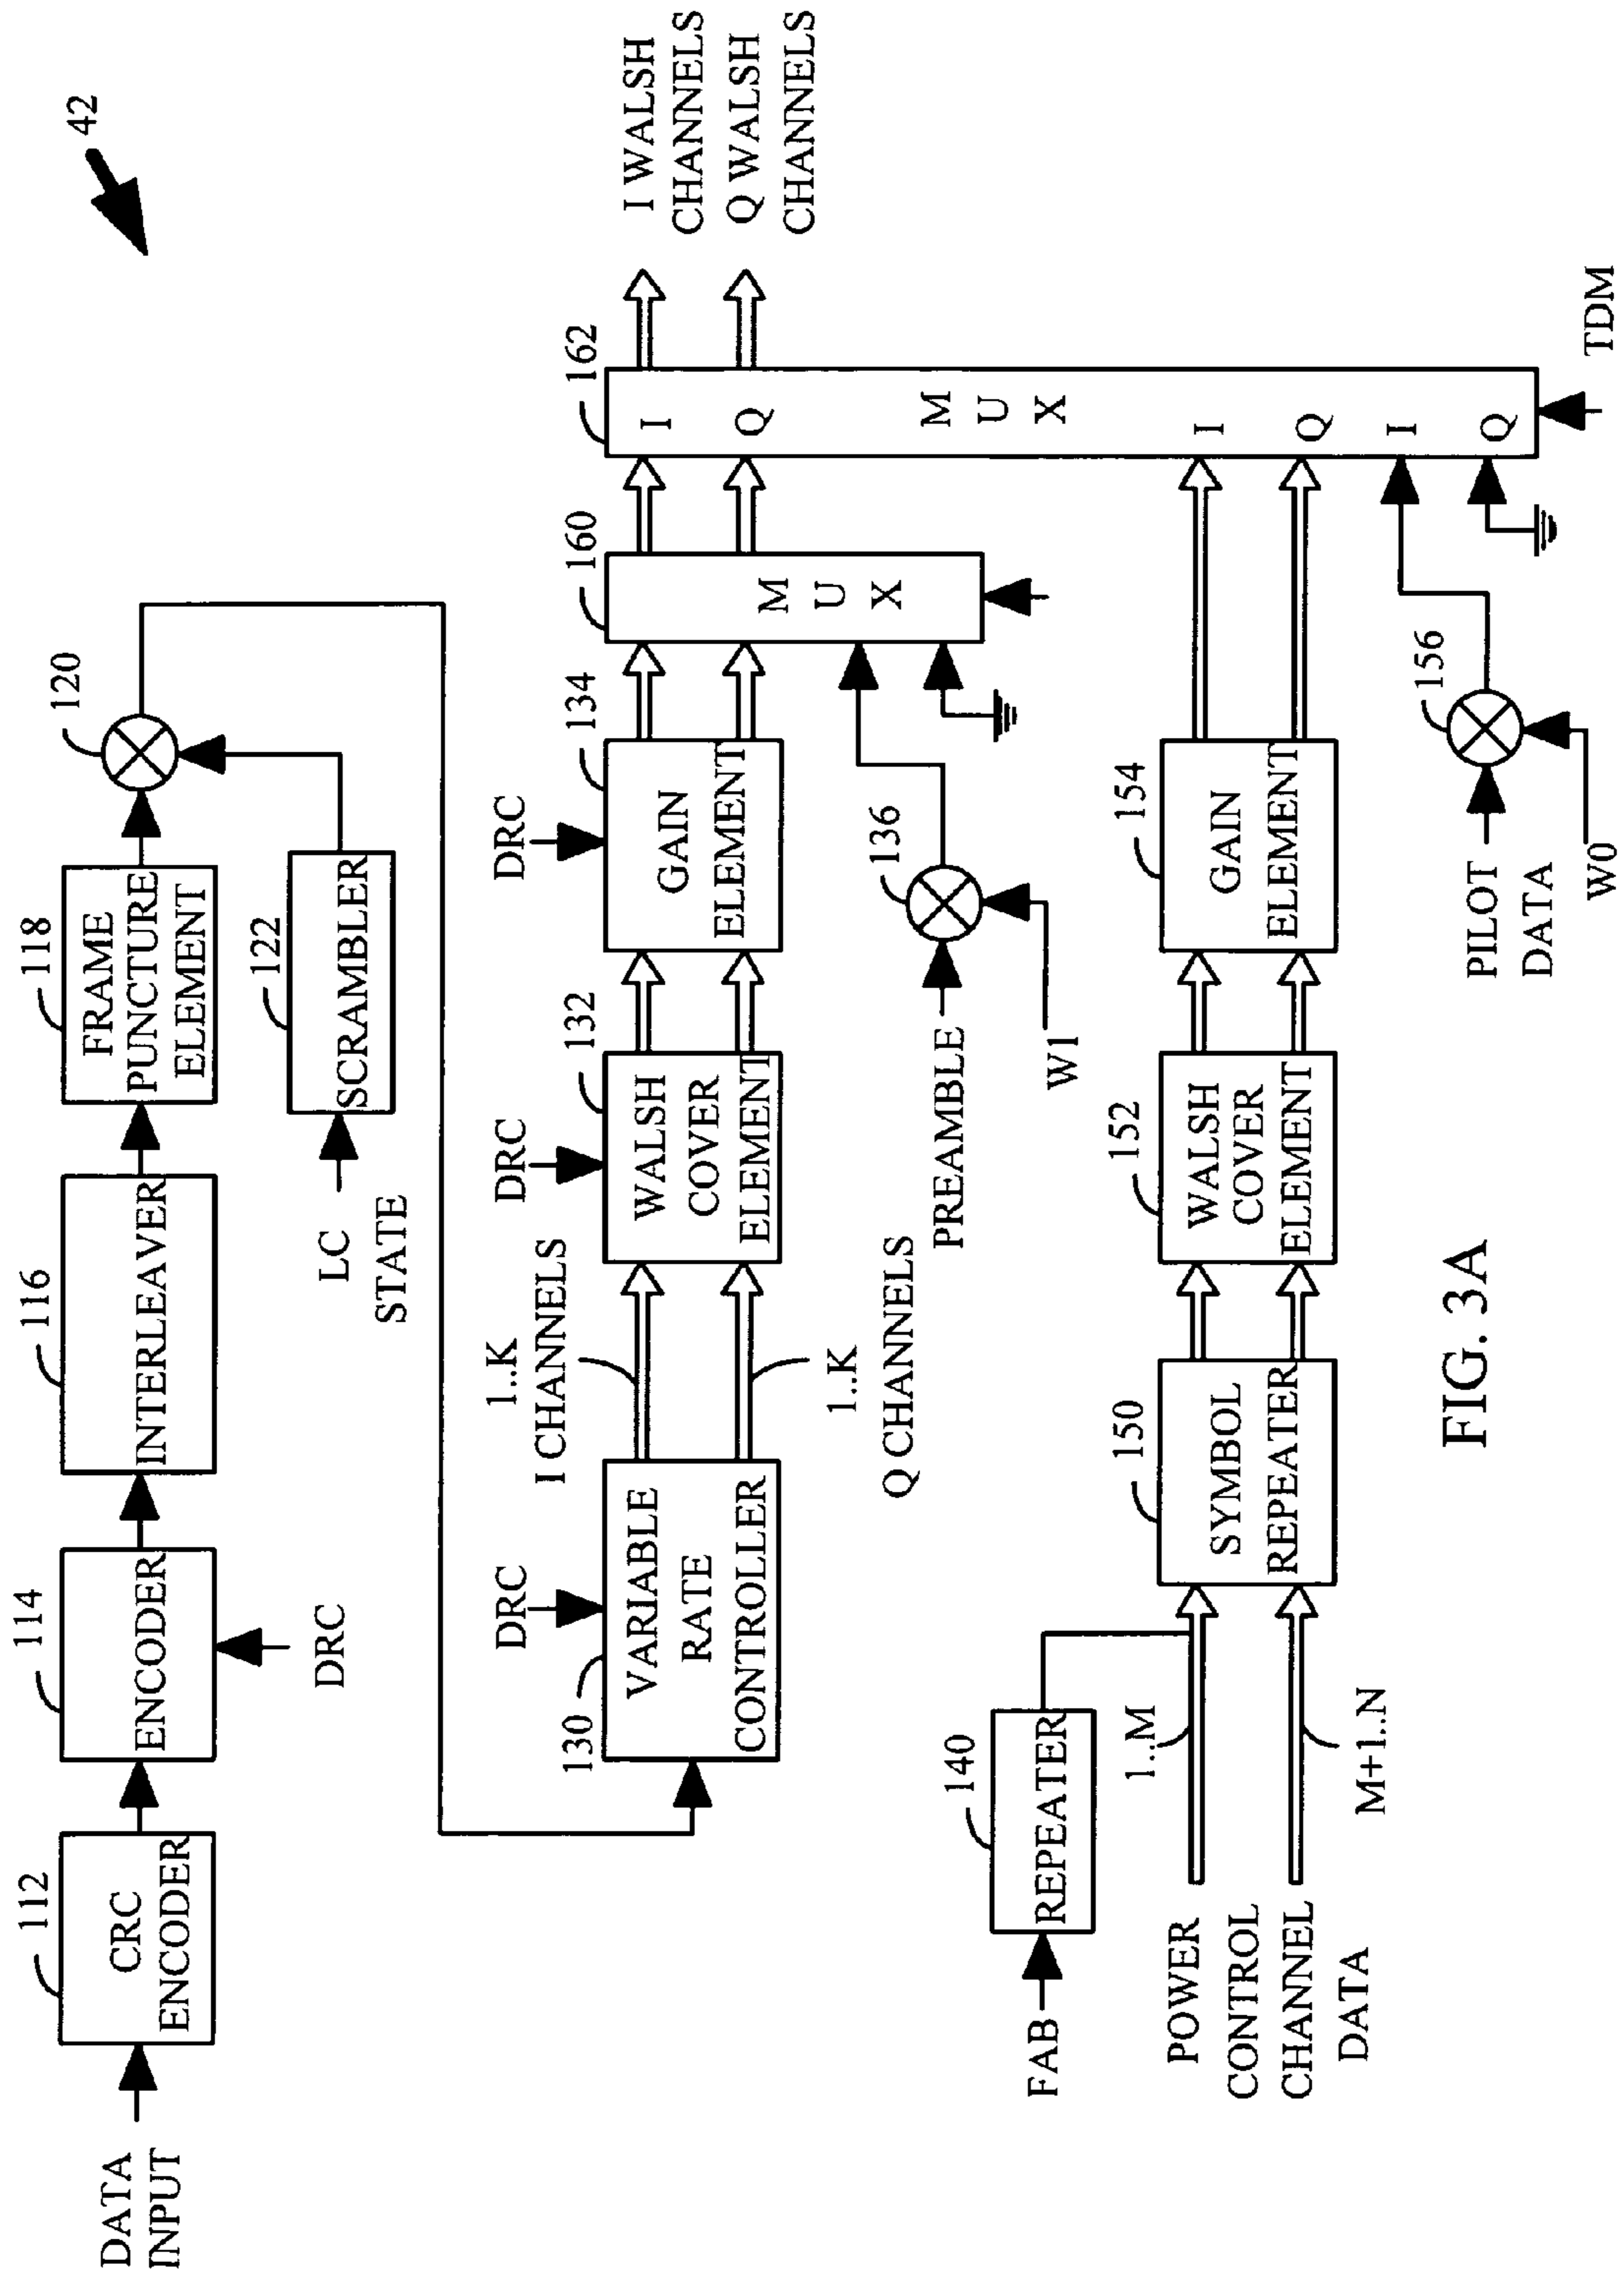 42
DATA
INPUT
112
CRC
ENCODER
114
ENCODER
DRC
116
INTERLEAVER
118
FRAME
PUNCTURE
ELEMENT
120
LC
STATE
122
SCRAMBLER
DRC
130
VARIABLE
RATE
CONTROLLER
1..K
I CHANNELS
1..K
Q CHANNELS
DRC
132
WALSH
COVER
ELEMENT
DRC
134
GAIN
ELEMENT
PREAMBLE
136
W1
160
MUX
162
I
Q
MUX
I
Q
I
Q
TDM
I WALSH
CHANNELS
Q WALSH
CHANNELS
FAB
140
REPEATER
POWER
CONTROL
CHANNEL
DATA
1..M
M+1..N
150
SYMBOL
REPEATER
152
WALSH
COVER
ELEMENT
154
GAIN
ELEMENT
PILOT
DATA
156
W0
FIG. 3A